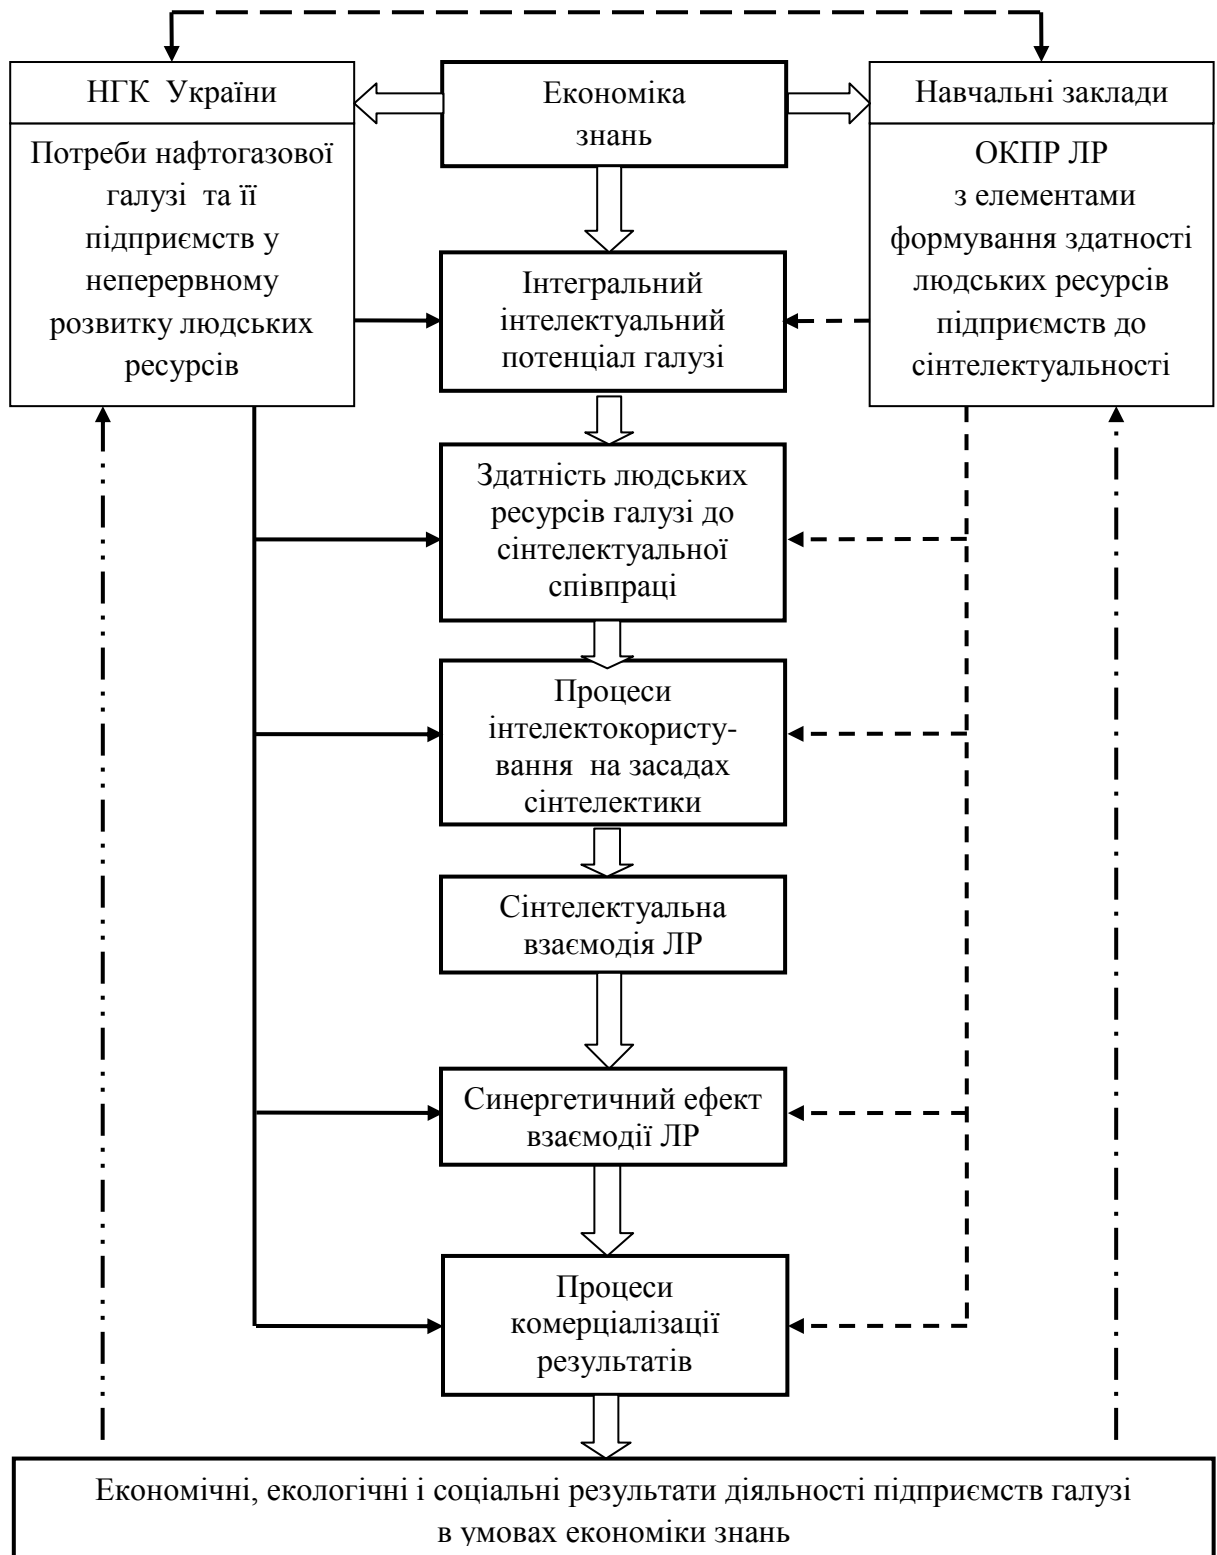 НГК України
Потреби нафтогазової
галузі та її
підприємств у
неперервному
розвитку людських
ресурсів
Економіка
знань
Навчальні заклади
ОКПР ЛР
з елементами
формування здатності
людських ресурсів
підприємств до
сінтелектуальності
Інтегральний
інтелектуальний
потенціал галузі
Здатність людських
ресурсів галузі до
сінтелектуальної
співпраці
Процеси
інтелектокористу-
вання на засадах
сінтелектики
Сінтелектуальна
взаємодія ЛР
Синергетичний ефект
взаємодії ЛР
Процеси
комерціалізації
результатів
Економічні, екологічні і соціальні результати діяльності підприємств галузі
в умовах економіки знань